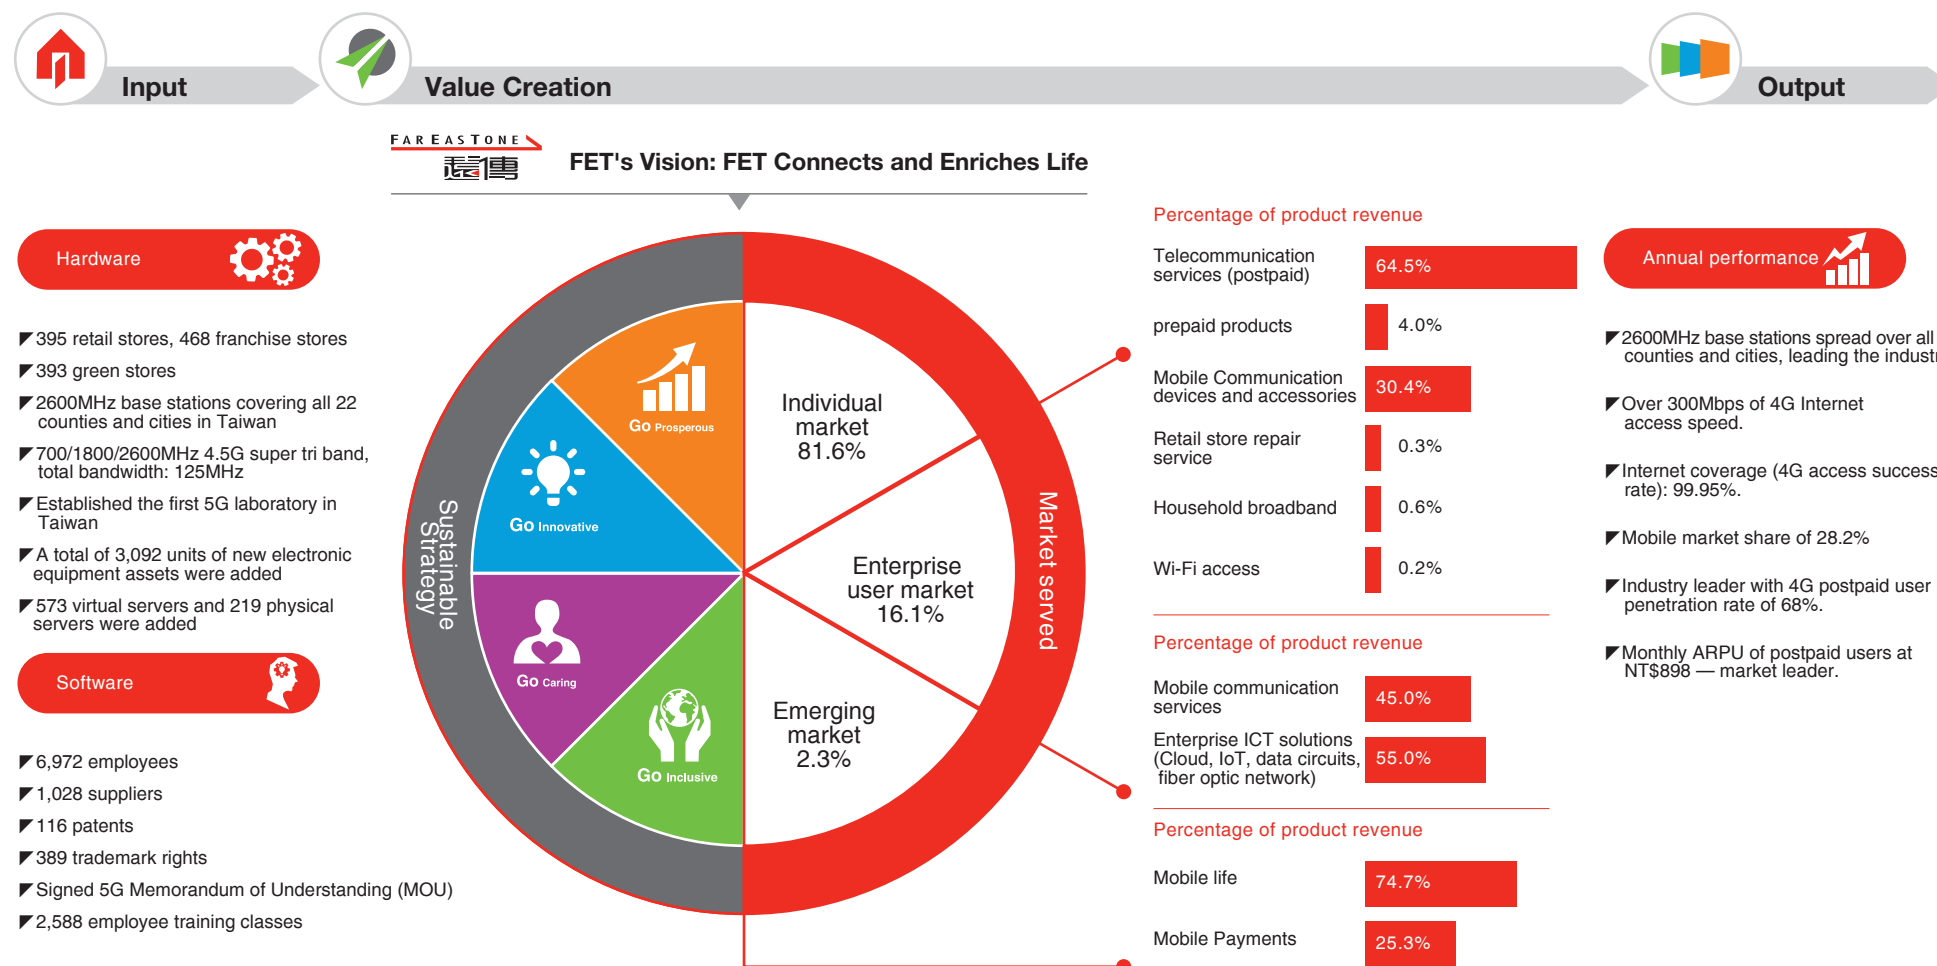 Input
Value Creation
Output
FAREASTONE
遠傳
FET's Vision: FET Connects and Enriches Life
Hardware
395 retail stores, 468 franchise stores
393 green stores
2600MHz base stations covering all 22
counties and cities in Taiwan
700/1800/2600MHz 4.5G super tri band,
total bandwidth: 125MHz
Established the first 5G laboratory in
Taiwan
A total of 3,092 units of new electronic
equipment assets were added
573 virtual servers and 219 physical
servers were added
Software
6,972 employees
1,028 suppliers
116 patents
389 trademark rights
Signed 5G Memorandum of Understanding (MOU)
2,588 employee training classes
Sustainable
Strategy
Go Prosperous
Go Innovative
Go Caring
Go Inclusive
Individual
market
81.6%
Enterprise
user market
16.1%
Emerging
market
2.3%
Market served
Percentage of product revenue
Telecommunication
services (postpaid)
64.5%
prepaid products
4.0%
Mobile Communication
devices and accessories
30.4%
Retail store repair
service
0.3%
Household broadband
0.6%
Wi-Fi access
0.2%
Percentage of product revenue
Mobile communication
services
45.0%
Enterprise ICT solutions
(Cloud, IoT, data circuits,
fiber optic network)
55.0%
Percentage of product revenue
Mobile life
74.7%
Mobile Payments
25.3%
Annual performance
2600MHz base stations spread over all
counties and cities, leading the
Over 300Mbps of 4G Internet
access speed.
Internet coverage (4G access success
rate): 99.95%.
Mobile market share of 28.2%
Industry leader with 4G postpaid user
penetration rate of 68%.
Monthly ARPU of postpaid users at
NT$898 — market leader.